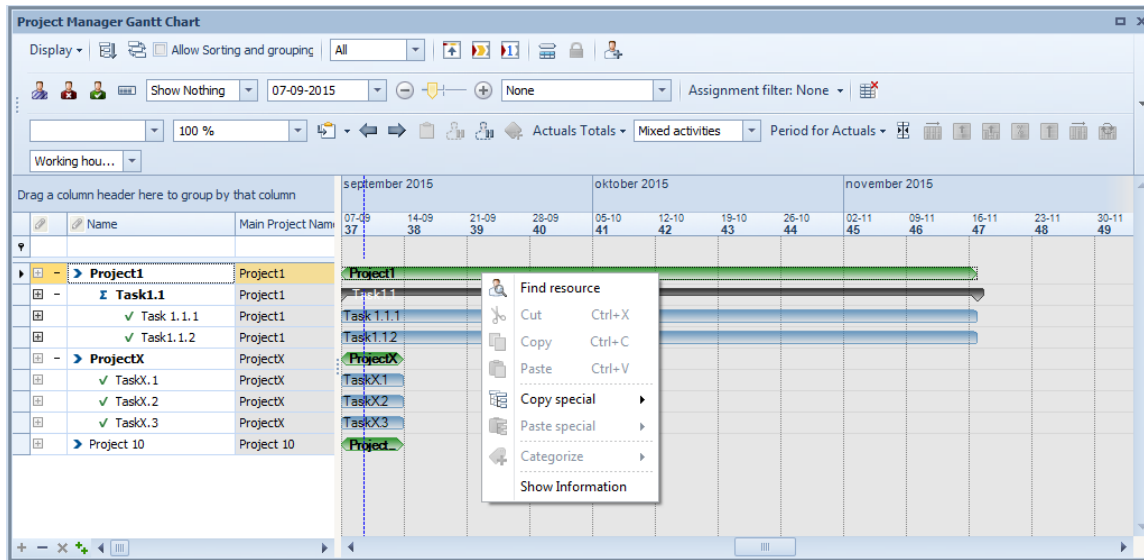 Project Manager Gantt Chart
Display Allow Sorting and grouping All
Show Nothing 07-09-2015 None Assignment filter: None
100 % Actuals Totals Mixed activities Period for Actuals
Working hou...
Drag a column header here to group by that column
september 2015 oktober 2015 november 2015
Name Main Project Name
07-09 14-09 21-09 28-09 05-10 12-10 19-10 26-10 02-11 09-11 16-11 23-11 30-11
37 38 39 40 41 42 43 44 45 46 47 48 49
Project1 Project1 Project1
Σ Task1.1 Project1 Task1.1
Task 1.1.1 Project1 Task 1.1.1
Task1.1.2 Project1 Task1.1.2
ProjectX ProjectX ProjectX
TaskX.1 ProjectX TaskX.1
TaskX.2 ProjectX TaskX.2
TaskX.3 ProjectX TaskX.3
Project 10 Project 10 Project_
Find resource
Cut Ctrl+X
Copy Ctrl+C
Paste Ctrl+V
Copy special
Paste special
Categorize
Show Information